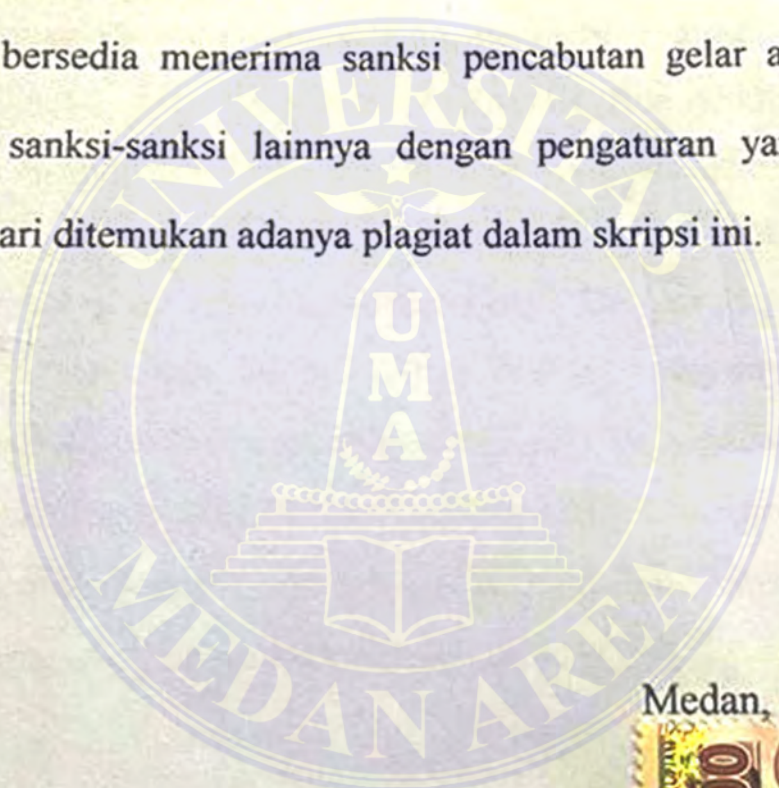 bersedia menerima sanksi pencabutan gelar a
sanksi-sanksi lainnya dengan pengaturan ya
ari ditemukan adanya plagiat dalam skripsi ini.
UNIVERSITAS
U
M
A
MEDAN AREA
Medan,